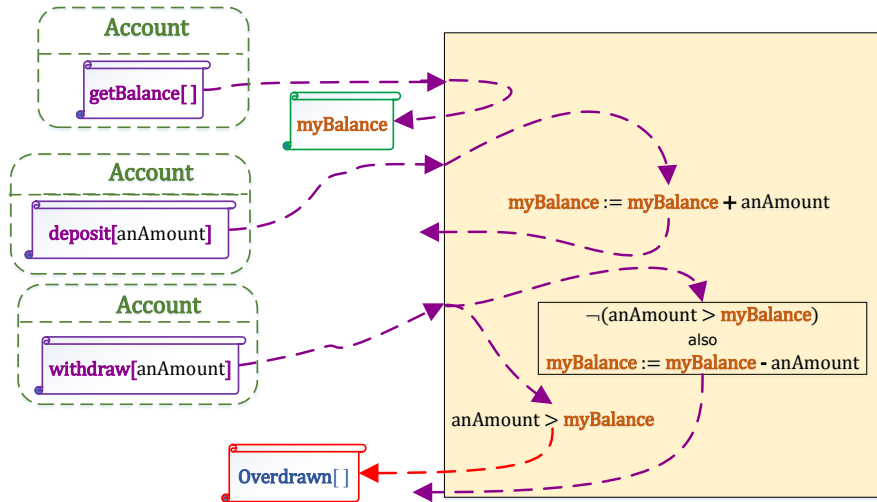 Account
getBalance[ ]
myBalance
Account
deposit[anAmount]
myBalance := myBalance + anAmount
Account
withdraw[anAmount]
¬(anAmount > myBalance)
also
myBalance := myBalance - anAmount
anAmount > myBalance
Overdrawn[ ]